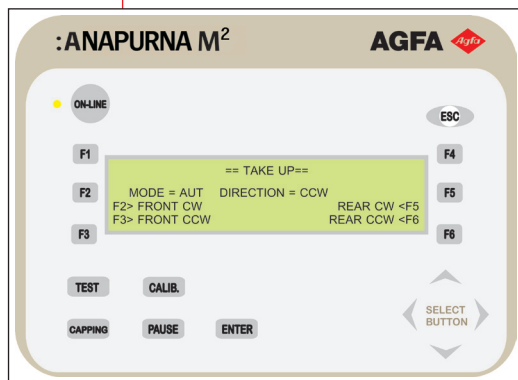 :ANAPURNA M²
AGFA Agfa
ON-LINE
ESC
F1
F4
== TAKE UP==
F2
MODE = AUT DIRECTION = CCW
F5
F2> FRONT CW REAR CW <F5
F3> FRONT CCW REAR CCW <F6
F3
F6
TEST CALIB.
SELECT
BUTTON
CAPPING PAUSE ENTER